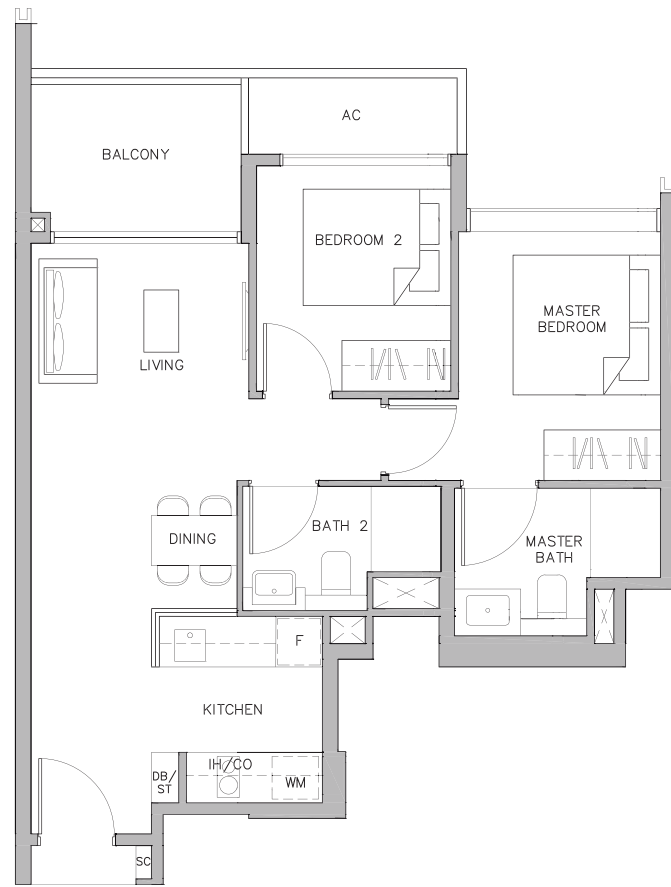 AC
BALCONY
BEDROOM 2
MASTER
BEDROOM
LIVING
BATH 2
DINING
MASTER
BATH
F
KITCHEN
IH/CO
DB/
ST
WM
SC